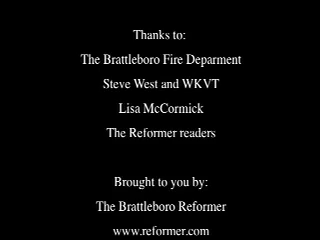 Thanks to:
The Brattleboro Fire Deparment
Steve West and WKVT
Lisa McCormick
The Reformer readers
Brought to you by:
The Brattleboro Reformer
www.reformer.com